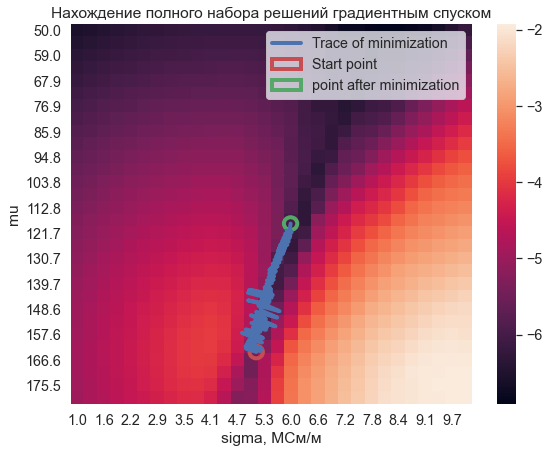 Нахождение полного набора решений градиентным спуском
Trace of minimization
Start point
point after minimization
mu
50.0
59.0
67.9
76.9
85.9
94.8
103.8
112.8
121.7
130.7
139.7
148.6
157.6
166.6
175.5
1.0 1.6 2.2 2.9 3.5 4.1 4.7 5.3 6.0 6.6 7.2 7.8 8.4 9.1 9.7
sigma, МСм/м
−2
−3
−4
−5
−6